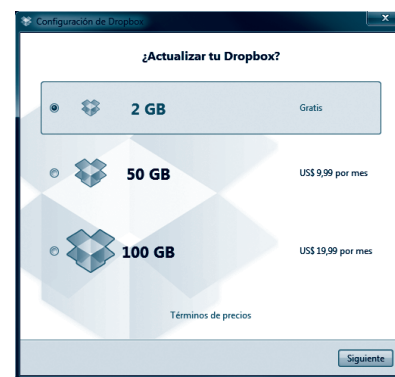 Configuración de Dropbox
x
¿Actualizar tu Dropbox?
2 GB Gratis
50 GB US$ 9,99 por mes
100 GB US$ 19,99 por mes
Términos de precios
Siguiente